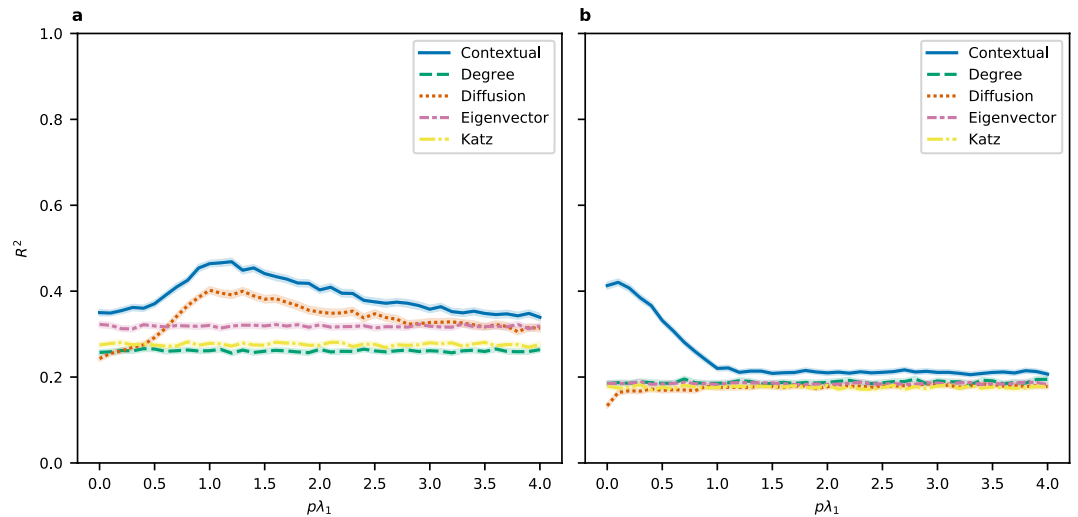 a
b
1.0
0.8
0.6
0.4
0.2
0.0
R²
Contextual
Degree
Diffusion
Eigenvector
Katz
0.0 0.5 1.0 1.5 2.0 2.5 3.0 3.5 4.0
pλ₁
Contextual
Degree
Diffusion
Eigenvector
Katz
0.0 0.5 1.0 1.5 2.0 2.5 3.0 3.5 4.0
pλ₁